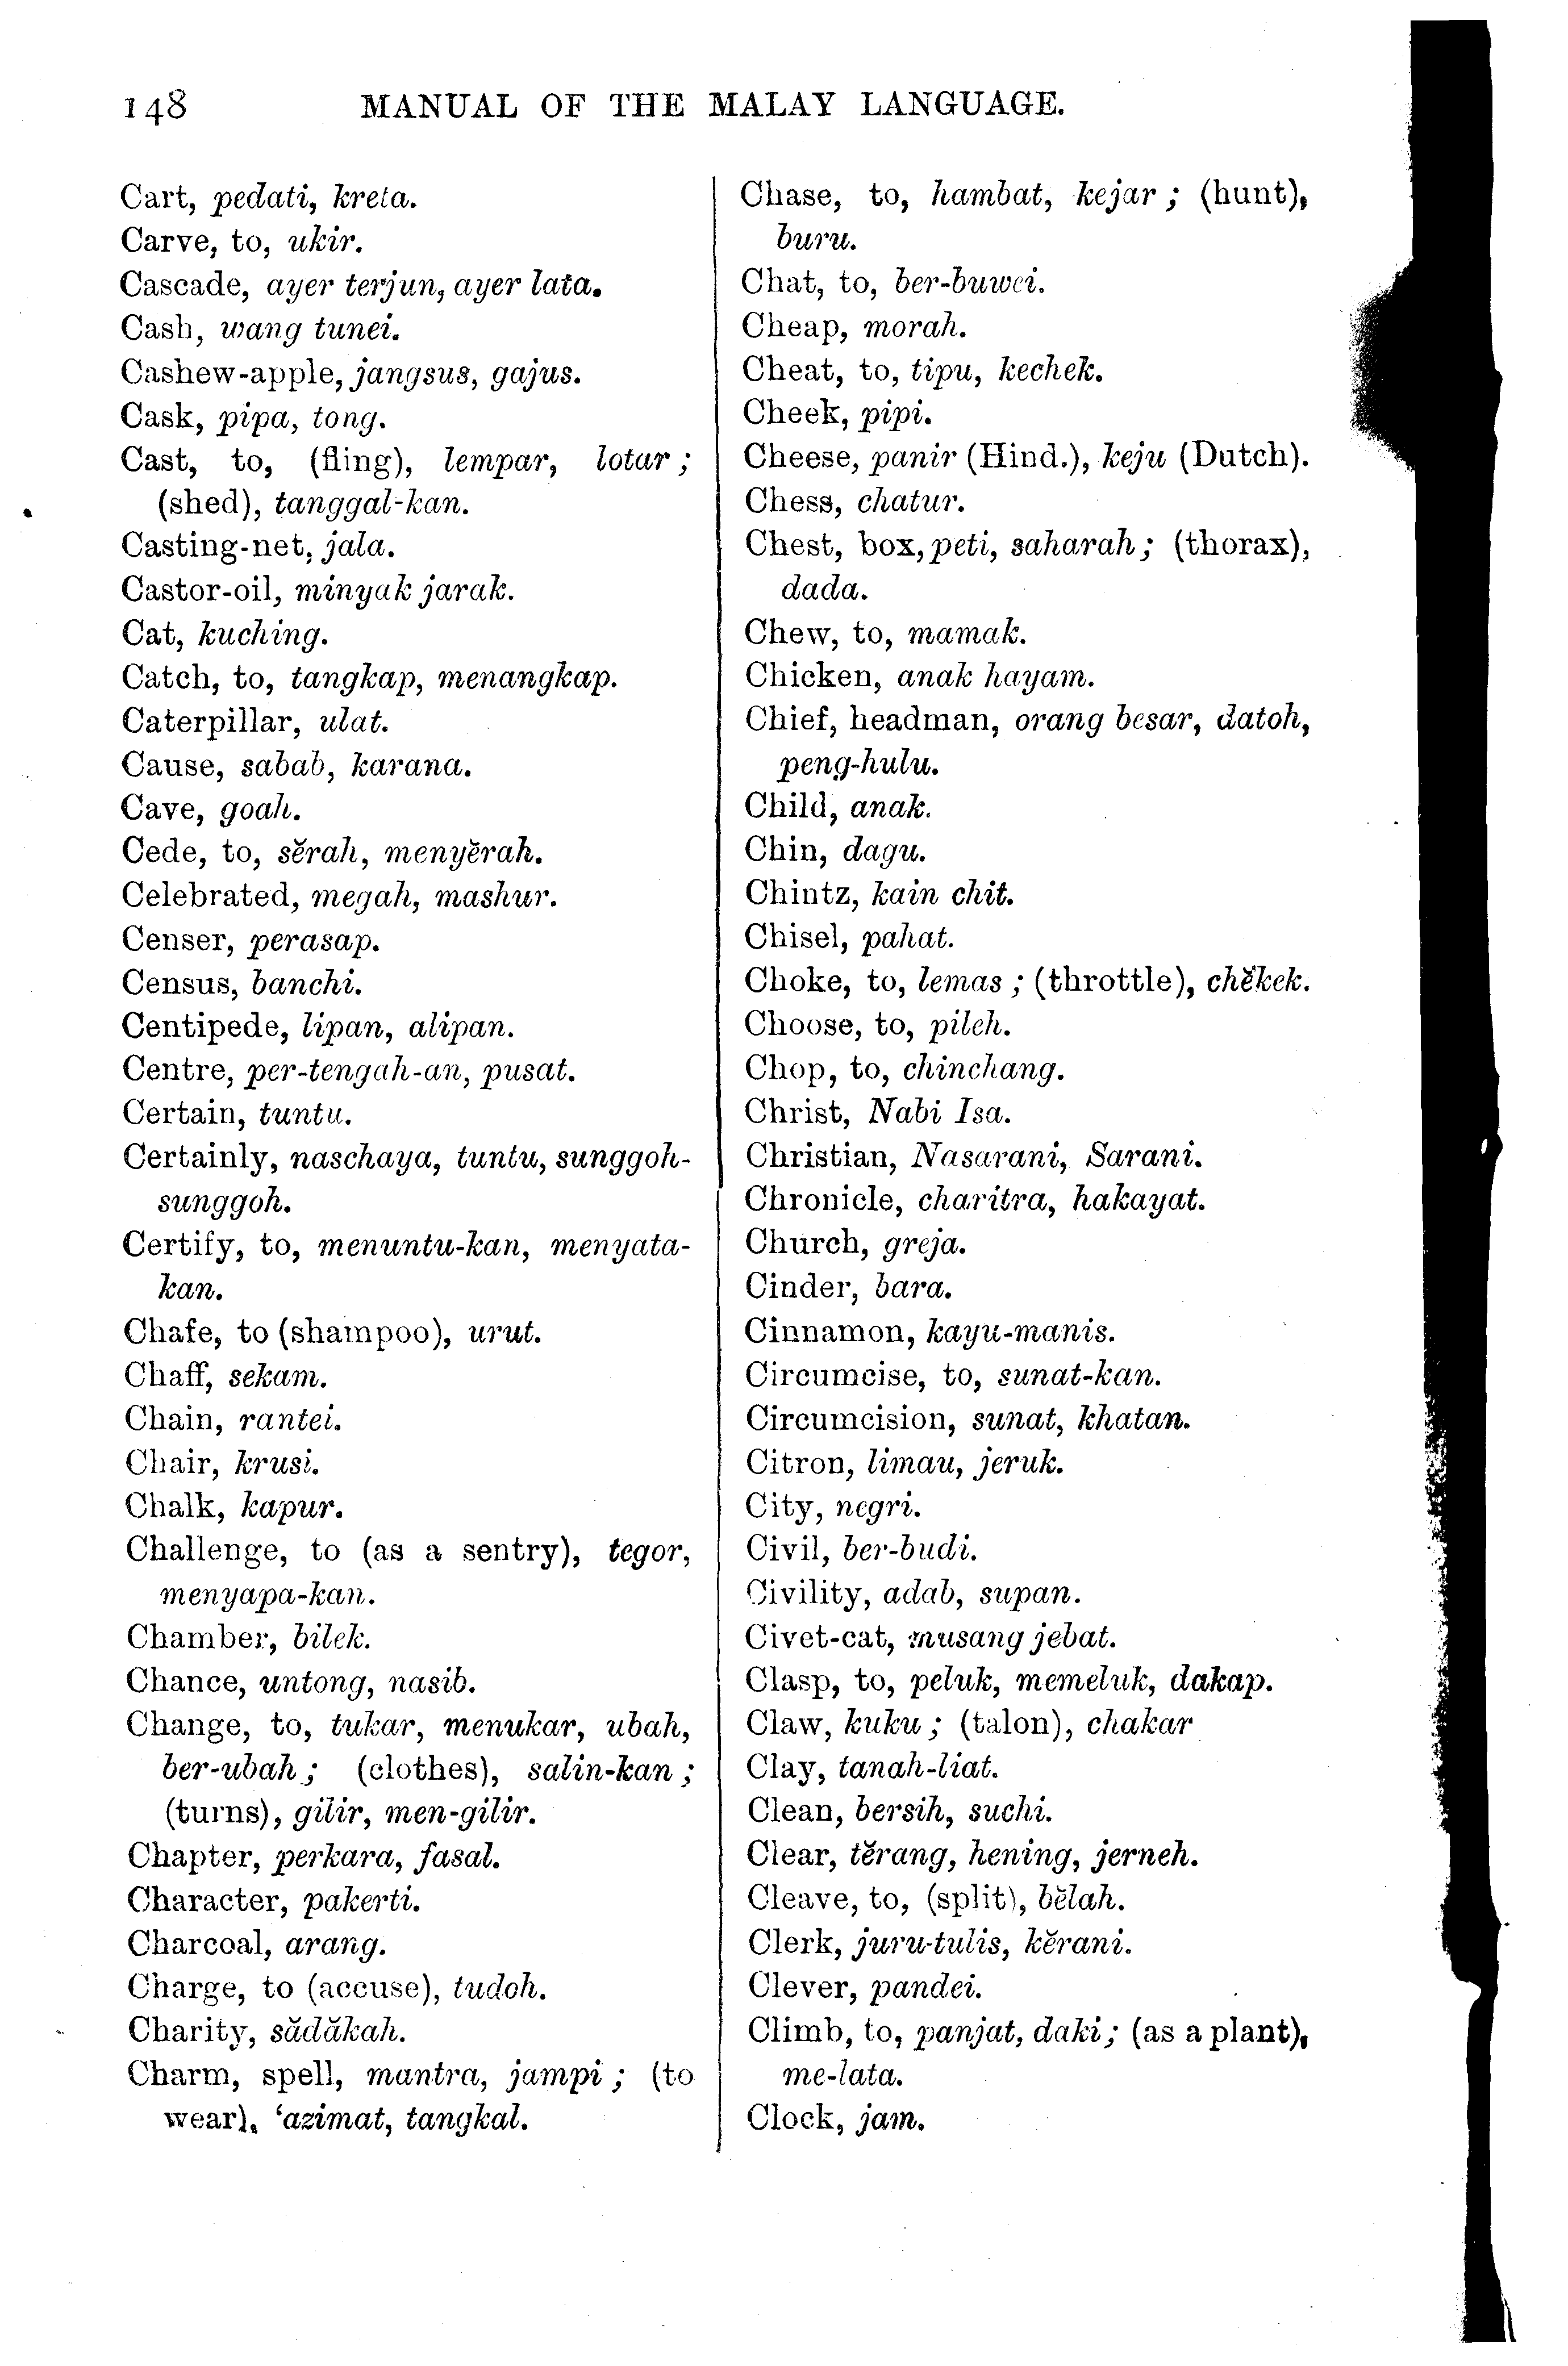 148 MANUAL OF THE MALAY LANGUAGE.
Cart, pedati, kreta.
Carve, to, ukir.
Cascade, ayer terjun, ayer lata.
Cash, wang tunei.
Cashew-apple, jangsus, gajus.
Cask, pipa, tong.
Cast, to, (fling), lempar, lotar;
(shed), tanggal-kan.
Casting-net, jala.
Castor-oil, minyak jarak.
Cat, kuching.
Catch, to, tangkap, menangkap.
Caterpillar, ulat.
Cause, sabab, karana.
Cave, goah.
Cede, to, sĕrah, menyĕrah.
Celebrated, megah, mashur.
Censer, perasap.
Census, banchi.
Centipede, lipan, alipan.
Centre, per-tengah-an, pusat.
Certain, tuntu.
Certainly, naschaya, tuntu, sunggoh-
sunggoh.
Certify, to, menuntu-kan, menyata-
kan.
Chafe, to (shampoo), urut.
Chaff, sekam.
Chain, rantei.
Chair, krusi.
Chalk, kapur.
Challenge, to (as a sentry), tegor,
menyapa-kan.
Chamber, bilek.
Chance, untong, nasib.
Change, to, tukar, menukar, ubah,
ber-ubah; (clothes), salin-kan;
(turns), gilir, men-gilir.
Chapter, perkara, fasal.
Character, pakerti.
Charcoal, arang.
Charge, to (accuse), tudoh.
Charity, sădăkah.
Charm, spell, mantra, jampi; (to
wear), ‘azimat, tangkal.
Chase, to, hambat, kejar; (hunt),
buru.
Chat, to, ber-buwei.
Cheap, morah.
Cheat, to, tipu, kechek.
Cheek, pipi.
Cheese, panir (Hind.), keju (Dutch).
Chess, chatur.
Chest, box, peti, saharah; (thorax),
dada.
Chew, to, mamak.
Chicken, anak hayam.
Chief, headman, orang besar, datoh,
peng-hulu.
Child, anak.
Chin, dagu.
Chintz, kain chit.
Chisel, pahat.
Choke, to, lemas; (throttle), chĕkek.
Choose, to, pileh.
Chop, to, chinchang.
Christ, Nabi Isa.
Christian, Nasarani, Sarani.
Chronicle, charitra, hakayat.
Church, greja.
Cinder, bara.
Cinnamon, kayu-manis.
Circumcise, to, sunat-kan.
Circumcision, sunat, khatan.
Citron, limau, jeruk.
City, negri.
Civil, ber-budi.
Civility, adab, supan.
Civet-cat, musang jebat.
Clasp, to, peluk, memeluk, dakap.
Claw, kuku; (talon), chakar
Clay, tanah-liat.
Clean, bersih, suchi.
Clear, tĕrang, hening, jerneh.
Cleave, to, (split), bĕlah.
Clerk, juru-tulis, kĕrani.
Clever, pandei.
Climb, to, panjat, daki; (as a plant),
me-lata.
Clock, jam.